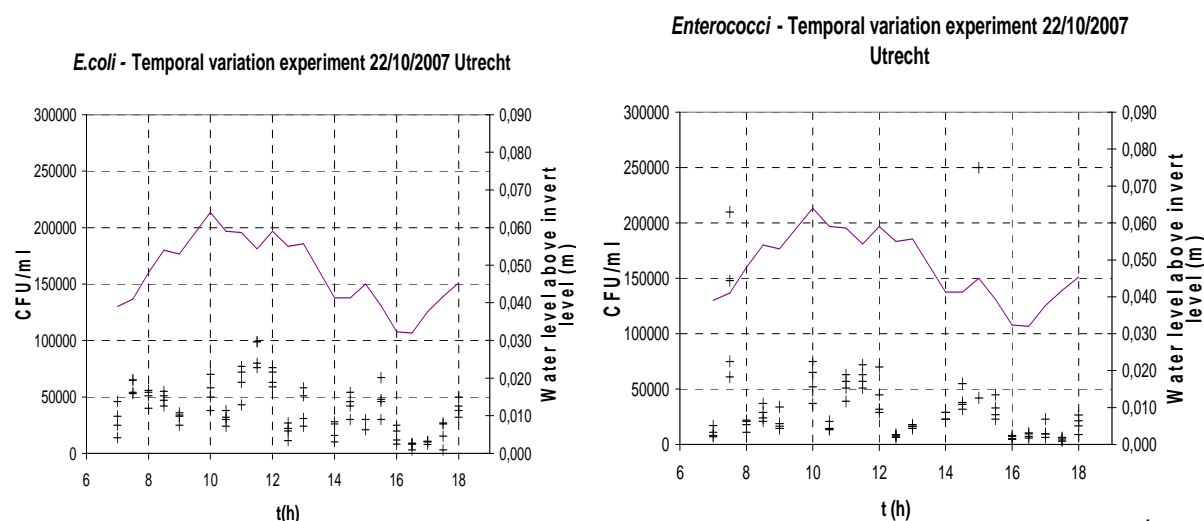 E.coli - Temporal variation experiment 22/10/2007 Utrecht
300000
250000
200000
150000
100000
50000
0
CFU/ml
6 8 10 12 14 16 18
t(h)
0,090
0,080
0,070
0,060
0,050
0,040
0,030
0,020
0,010
0,000
Water level above invert
level (m)
Enterococci - Temporal variation experiment 22/10/2007
Utrecht
300000
250000
200000
150000
100000
50000
0
CFU/ml
6 8 10 12 14 16 18
t (h)
0,090
0,080
0,070
0,060
0,050
0,040
0,030
0,020
0,010
0,000
Water level above invert
level (m)